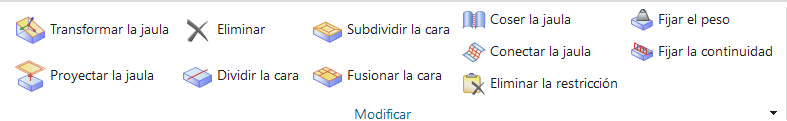 Transformar la jaula
Eliminar
Subdividir la cara
Coser la jaula
Fijar el peso
Conectar la jaula
Fijar la continuidad
Proyectar la jaula
Dividir la cara
Fusionar la cara
Eliminar la restricción
Modificar